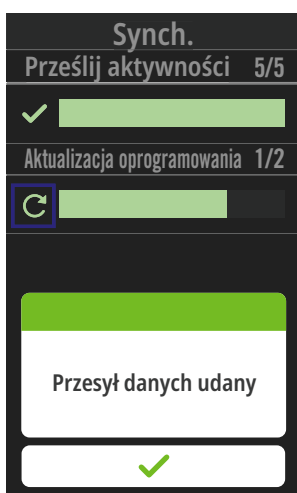 Synch.
Prześlij aktywności 5/5
Aktualizacja oprogramowania 1/2
Przesył danych udany